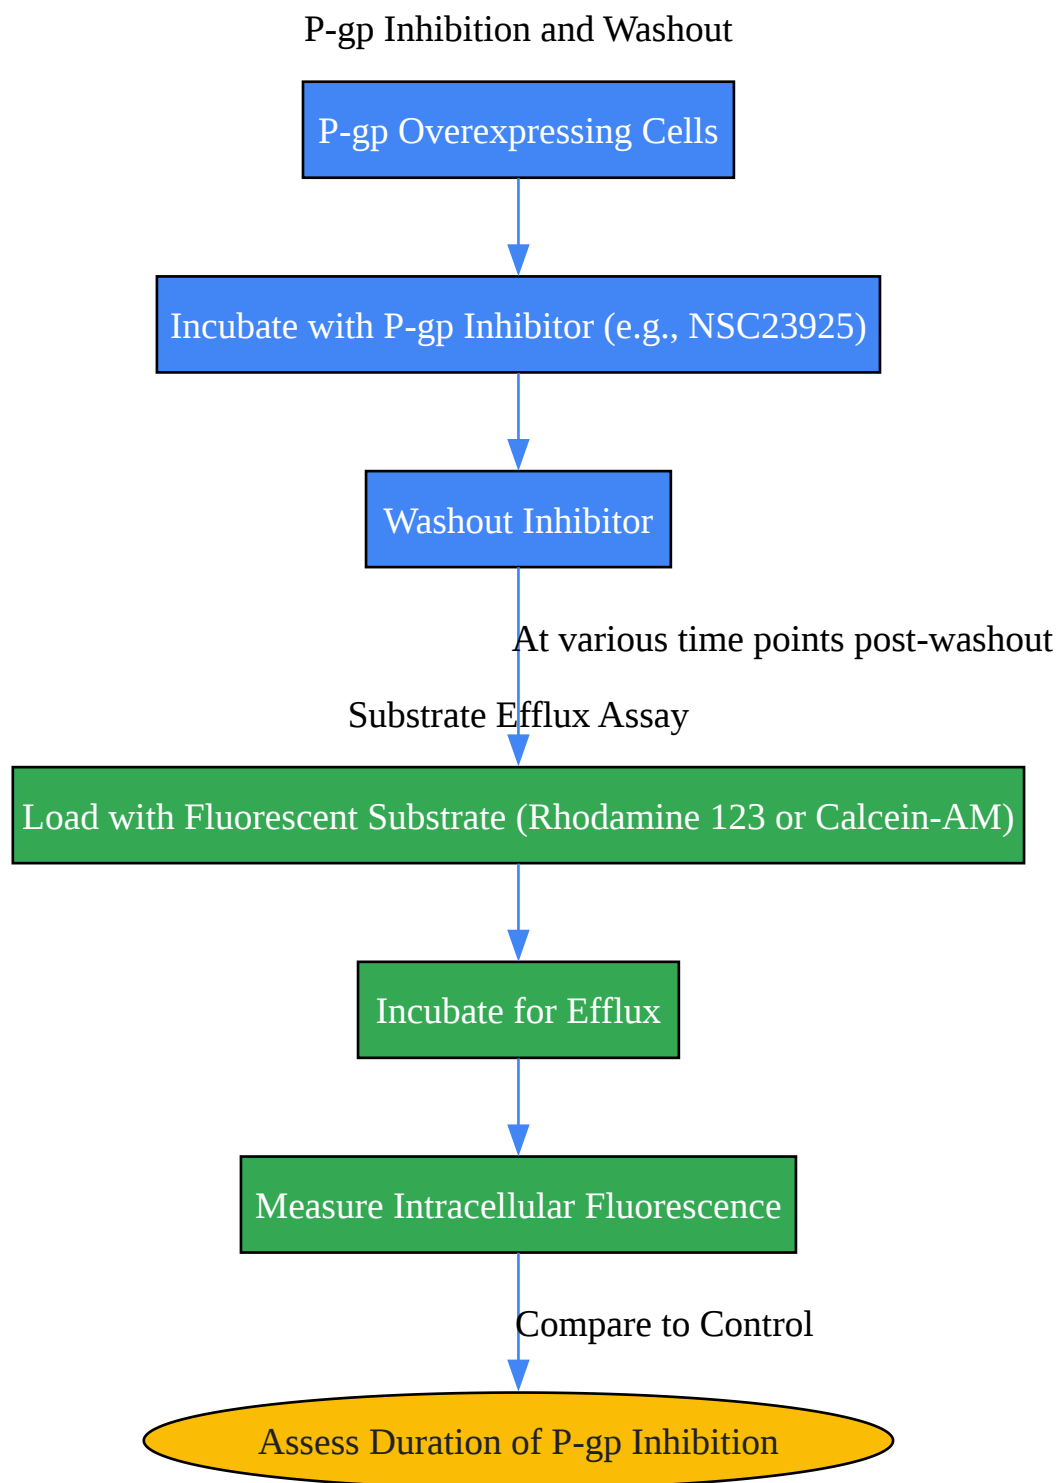 P-gp Inhibition and Washout
P-gp Overexpressing Cells
Incubate with P-gp Inhibitor (e.g., NSC23925)
Washout Inhibitor
At various time points post-washout
Substrate Efflux Assay
Load with Fluorescent Substrate (Rhodamine 123 or Calcein-AM)
Incubate for Efflux
Measure Intracellular Fluorescence
Compare to Control
Assess Duration of P-gp Inhibition